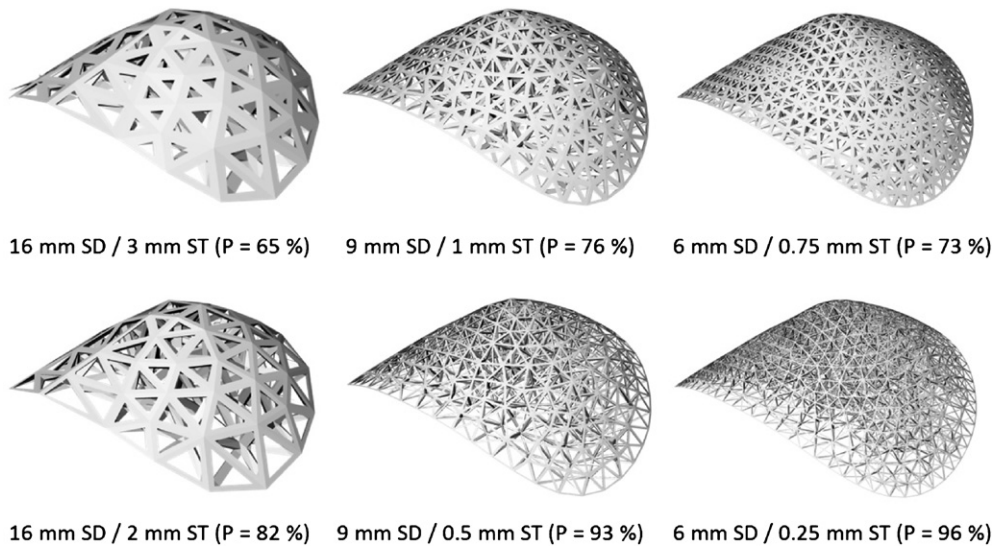 16 mm SD / 3 mm ST (P = 65 %)
9 mm SD / 1 mm ST (P = 76 %)
6 mm SD / 0.75 mm ST (P = 73 %)
16 mm SD / 2 mm ST (P = 82 %)
9 mm SD / 0.5 mm ST (P = 93 %)
6 mm SD / 0.25 mm ST (P = 96 %)